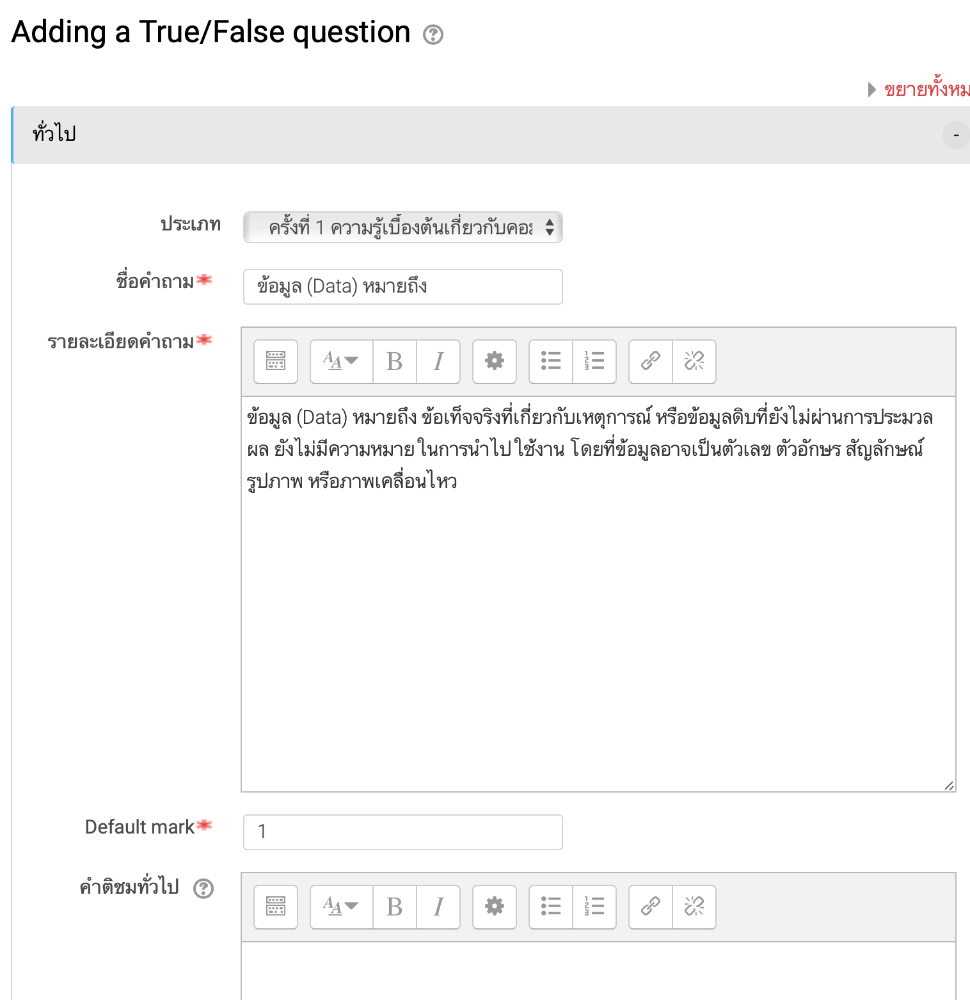 Adding a True/False question
ขยายทั้งหม
ทั่วไป
-
ประเภท
ครั้งที่ 1 ความรู้เบื้องต้นเกี่ยวกับคอม
ชื่อคำถาม
ข้อมูล (Data) หมายถึง
รายละเอียดคำถาม
B I
ข้อมูล (Data) หมายถึง ข้อเท็จจริงที่เกี่ยวกับเหตุการณ์ หรือข้อมูลดิบที่ยังไม่ผ่านการประมวล
ผล ยังไม่มีความหมาย ในการนำไป ใช้งาน โดยที่ข้อมูลอาจเป็นตัวเลข ตัวอักษร สัญลักษณ์
รูปภาพ หรือภาพเคลื่อนไหว
Default mark
1
คำติชมทั่วไป
B I